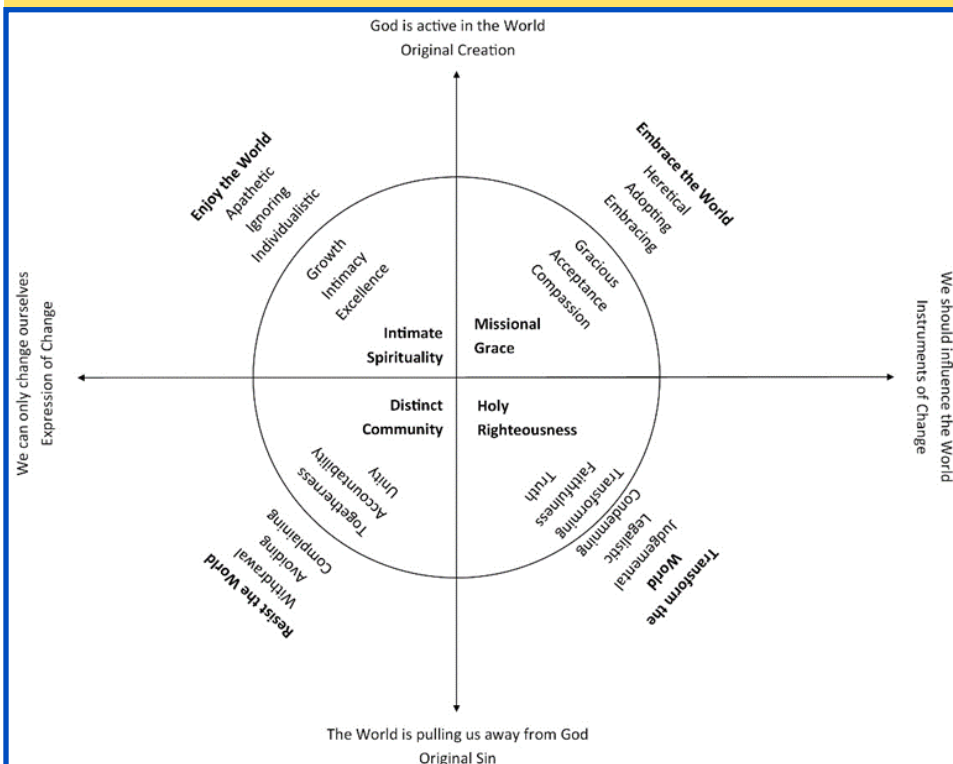 God is active in the World
Original Creation
Enjoy the World
Apathetic
Ignoring
Individualistic
Growth
Intimacy
Excellence
Embrace the World
Heretical
Adopting
Embracing
Gracious
Acceptance
Compassion
We can only change ourselves
Expression of Change
Intimate
Spirituality
Missional
Grace
We should influence the World
Instruments of Change
Distinct
Community
Holy
Righteousness
Unity
Accountability
Togetherness
Complaining
Avoiding
Withdrawal
Resist the World
Truth
Faithfulness
Transforming
Condemning
Legalistic
Judgemental
Transform the
World
The World is pulling us away from God
Original Sin